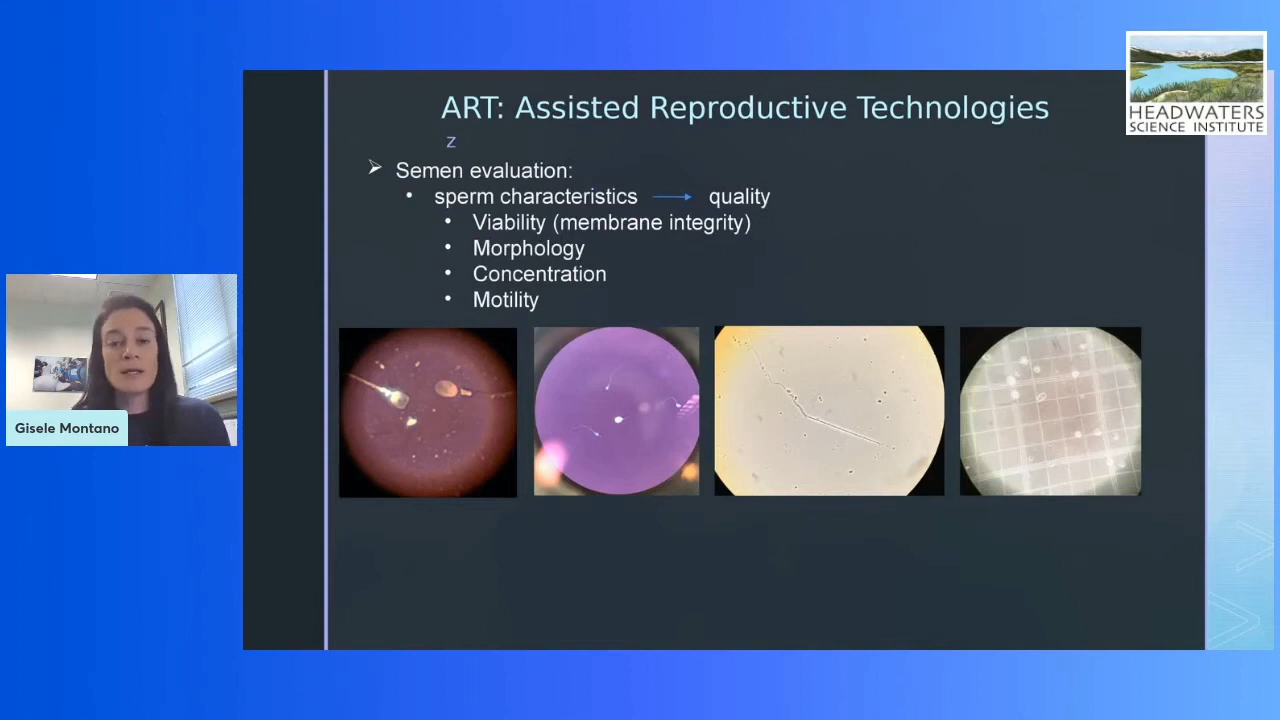 HEADWATERS
SCIENCE INSTITUTE
ART: Assisted Reproductive Technologies
z
Semen evaluation:
sperm characteristics → quality
Viability (membrane integrity)
Morphology
Concentration
Motility
Gisele Montano